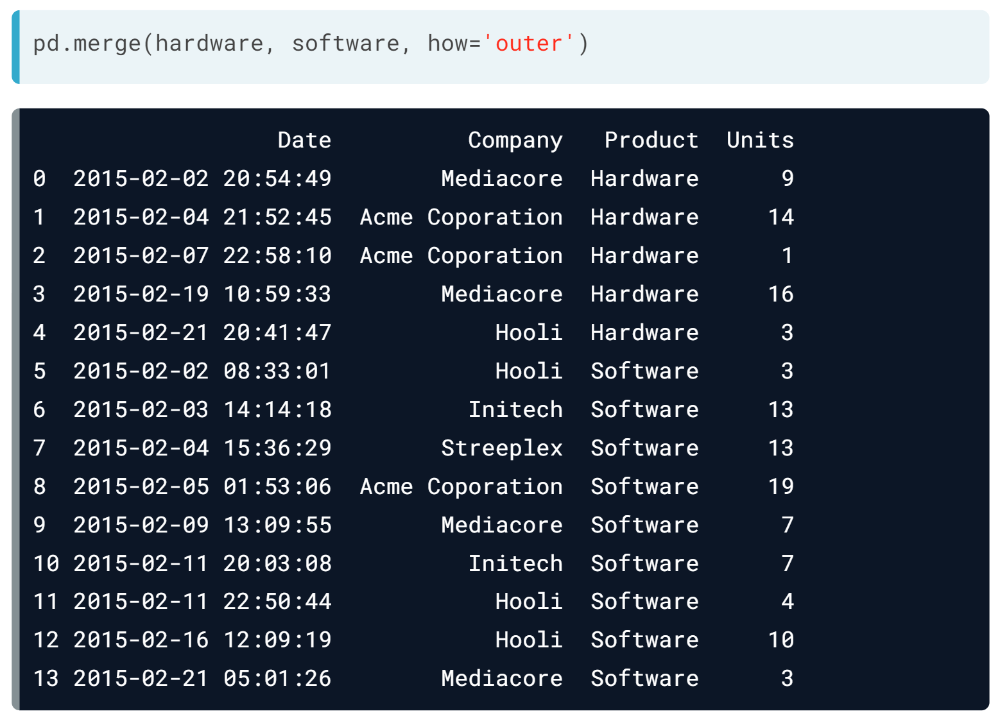 pd.merge(hardware, software, how='outer')
Date Company Product Units
0 2015-02-02 20:54:49 Mediacore Hardware 9
1 2015-02-04 21:52:45 Acme Coporation Hardware 14
2 2015-02-07 22:58:10 Acme Coporation Hardware 1
3 2015-02-19 10:59:33 Mediacore Hardware 16
4 2015-02-21 20:41:47 Hooli Hardware 3
5 2015-02-02 08:33:01 Hooli Software 3
6 2015-02-03 14:14:18 Initech Software 13
7 2015-02-04 15:36:29 Streeplex Software 13
8 2015-02-05 01:53:06 Acme Coporation Software 19
9 2015-02-09 13:09:55 Mediacore Software 7
10 2015-02-11 20:03:08 Initech Software 7
11 2015-02-11 22:50:44 Hooli Software 4
12 2015-02-16 12:09:19 Hooli Software 10
13 2015-02-21 05:01:26 Mediacore Software 3